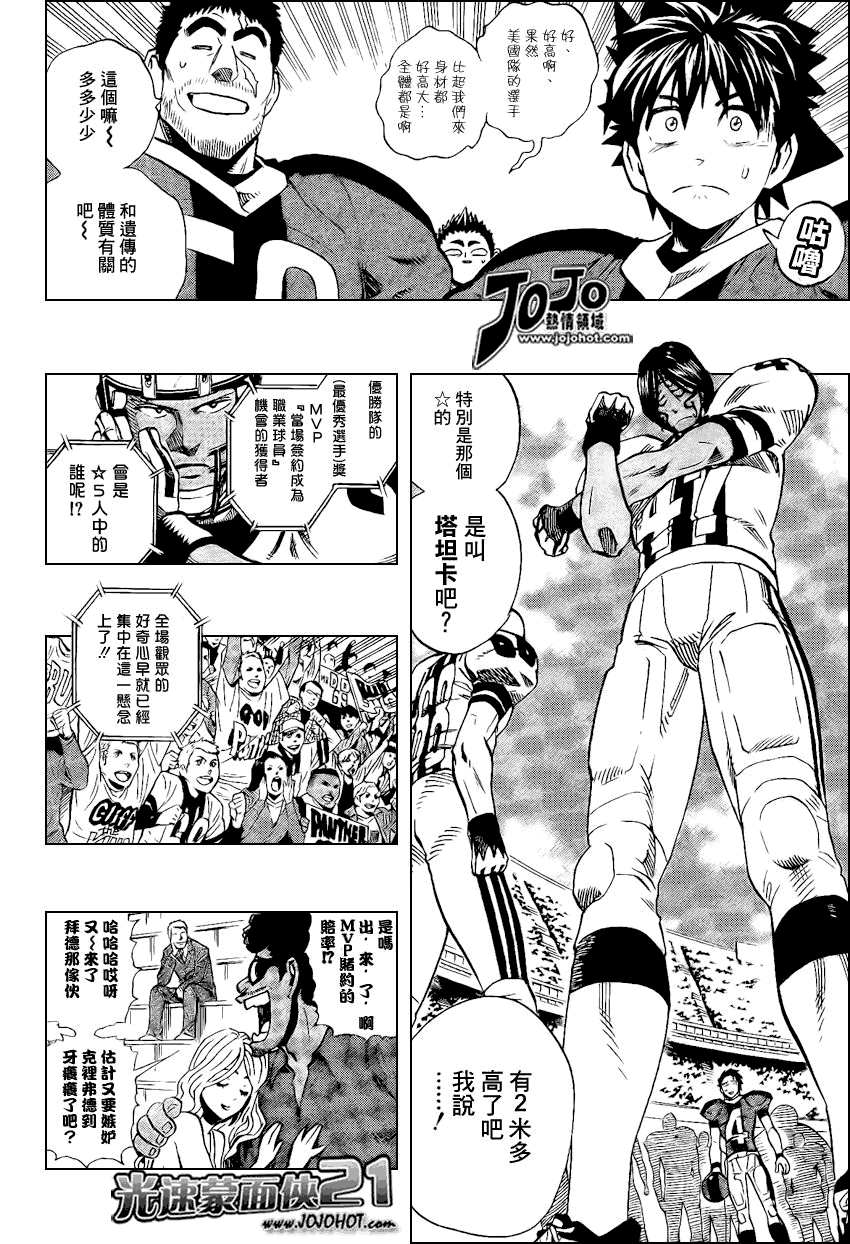 好、
好高啊、
果然
美國隊的選手
比起我們來
身材都
好高大…
全體都是啊
咕嚕
這個嘛～
多多少少
和遺傳的
體質有關
吧～
JOJO
熱情領域
www.jojohot.com
特別是那個
☆的
是叫
塔坦卡吧？
有2米多
高了吧
我說
……！
4
優勝隊的
(最優秀選手)獎
MVP
『當場簽約成為
職業球員』
機會的獲得者
會是
☆5人中的
誰呢!?
全場觀眾的
好奇心早就已經
集中在這一懸念
上了!!
GO!!
PANTHER
是嗎
出．來．了．啊
MVP賭約的
賠率!?
哈哈哈哎呀
又～來了
拜德那傢伙
估計又要嫉妒
克裡弗德到
牙癢癢了吧？
光速蒙面俠21
www.JOJOHOT.com